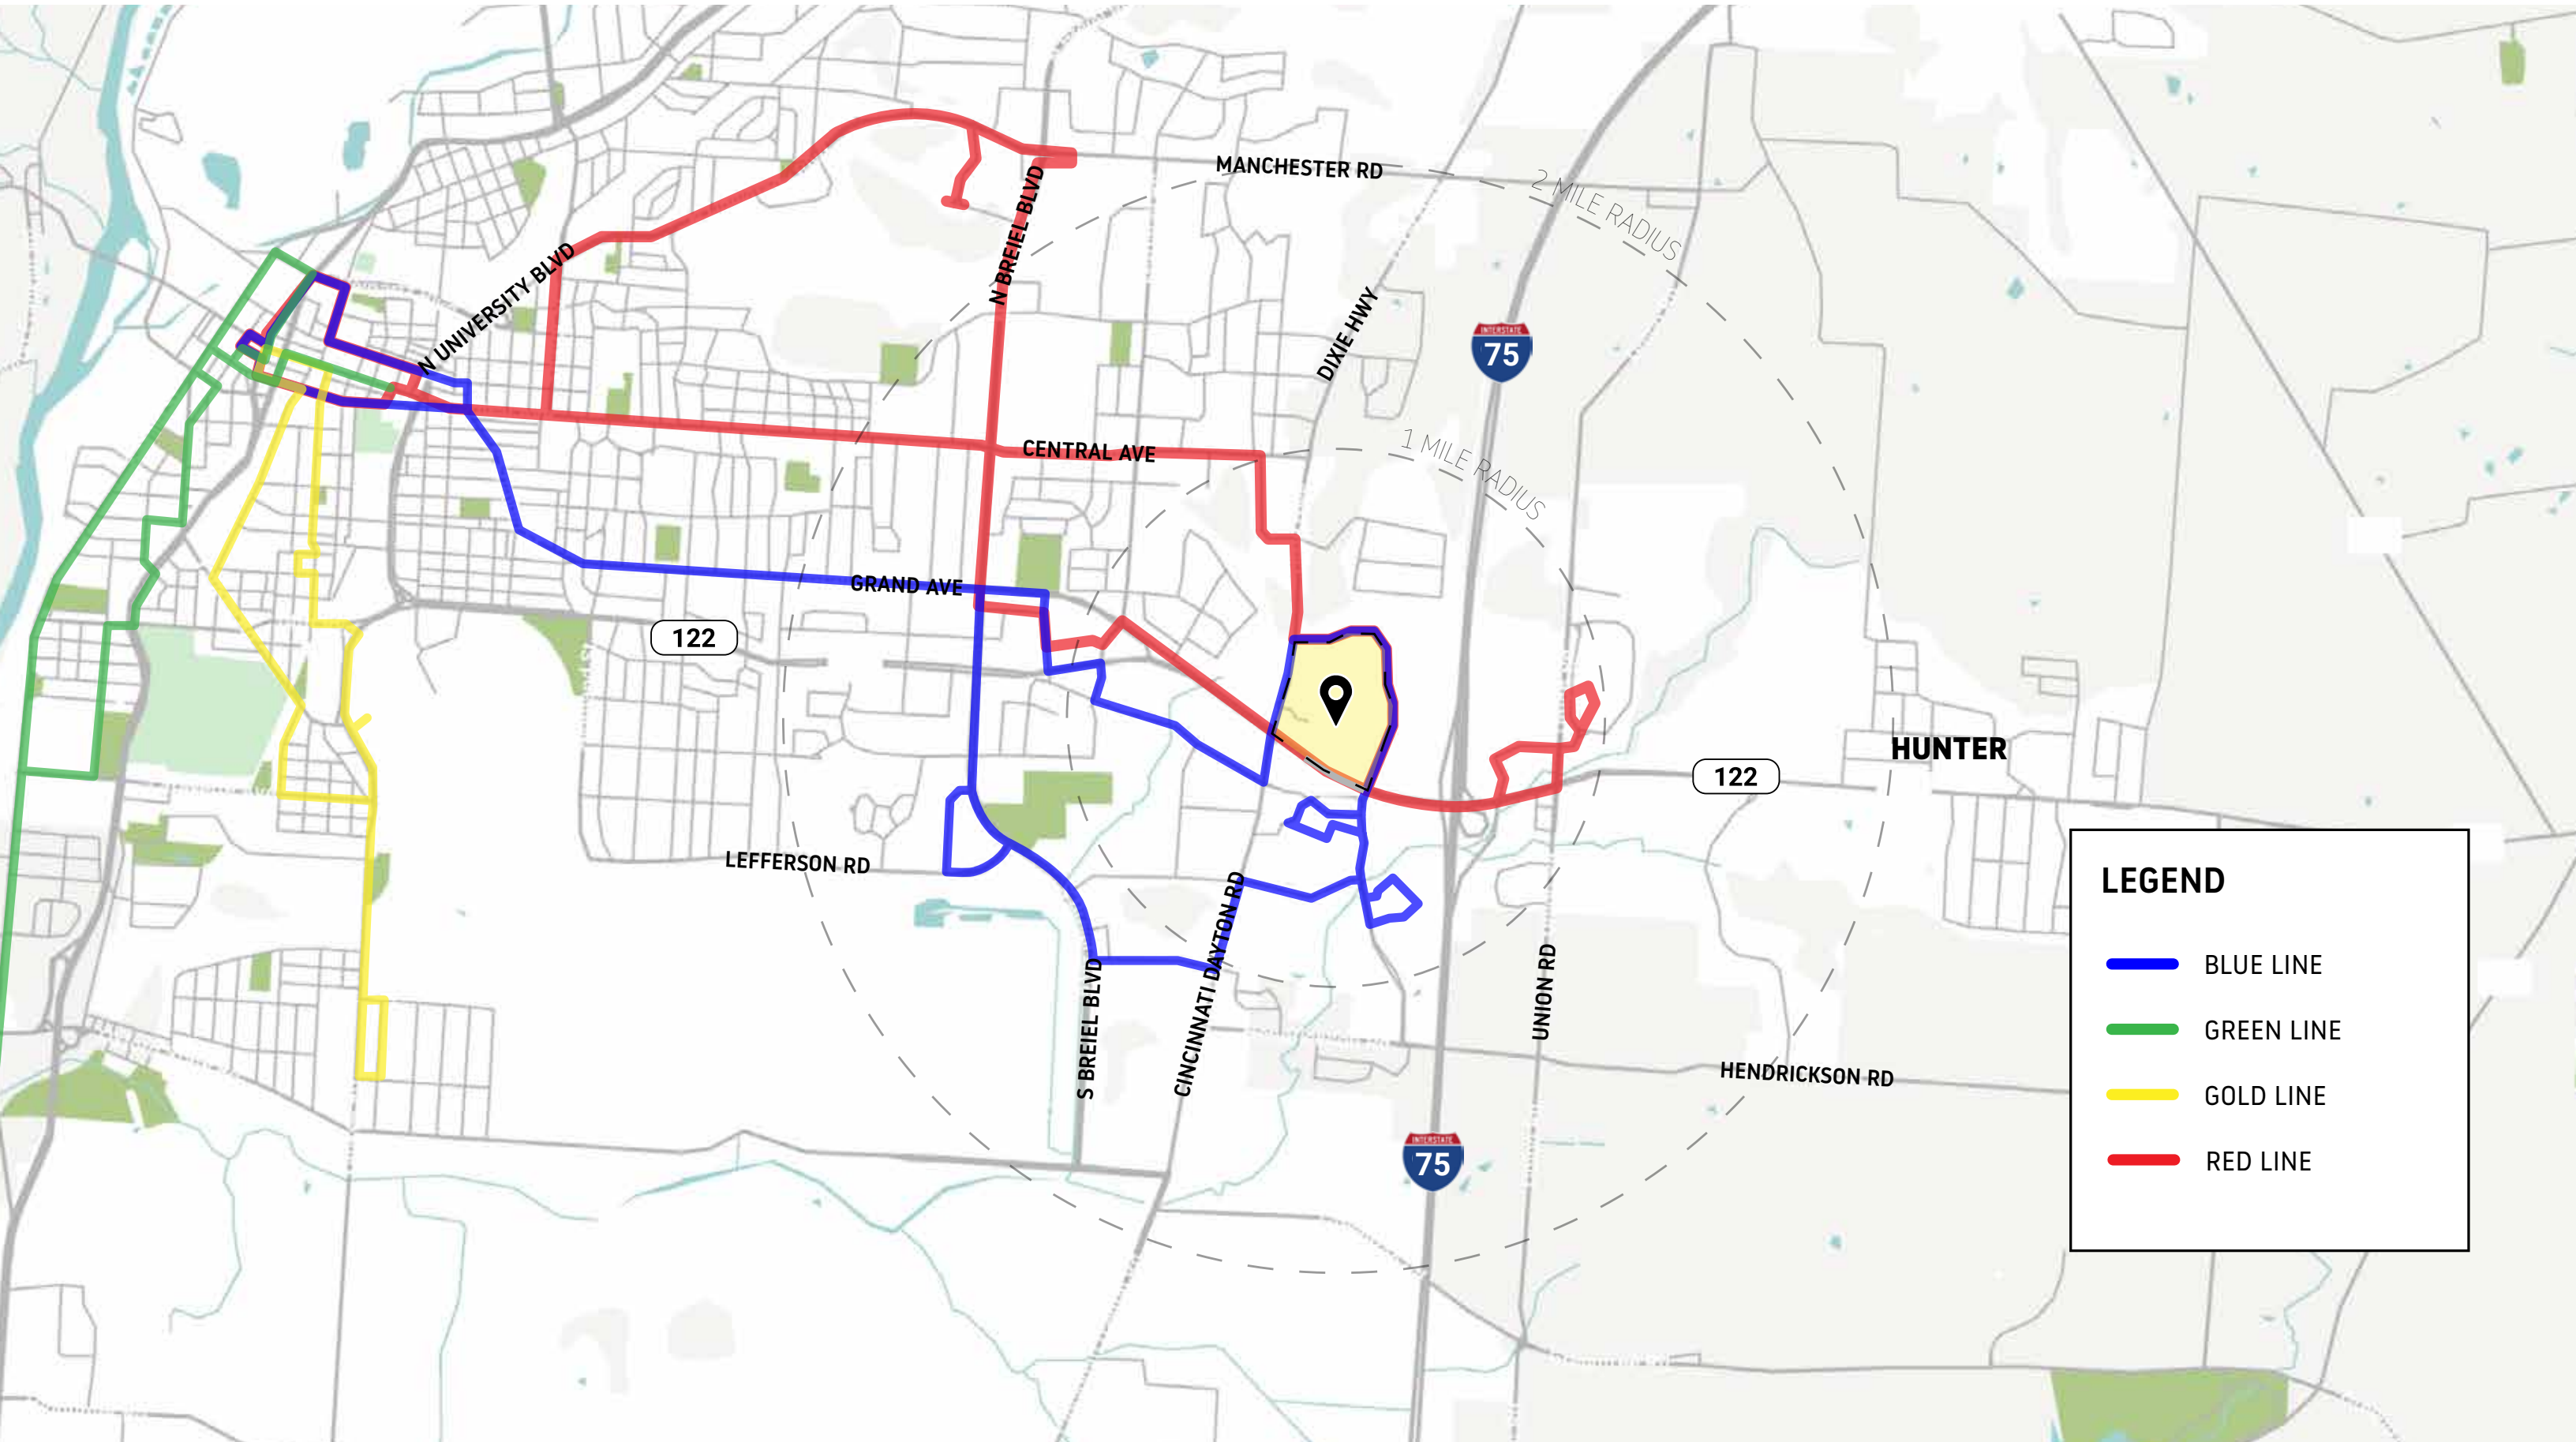 MANCHESTER RD
2 MILE RADIUS
N BREIEL BLVD
N UNIVERSITY BLVD
DIXIE HWY
INTERSTATE
75
1 MILE RADIUS
CENTRAL AVE
GRAND AVE
122
HUNTER
122
LEFFERSON RD
CINCINNATI DAYTON RD
UNION RD
S BREIEL BLVD
HENDRICKSON RD
INTERSTATE
75
LEGEND
BLUE LINE
GREEN LINE
GOLD LINE
RED LINE